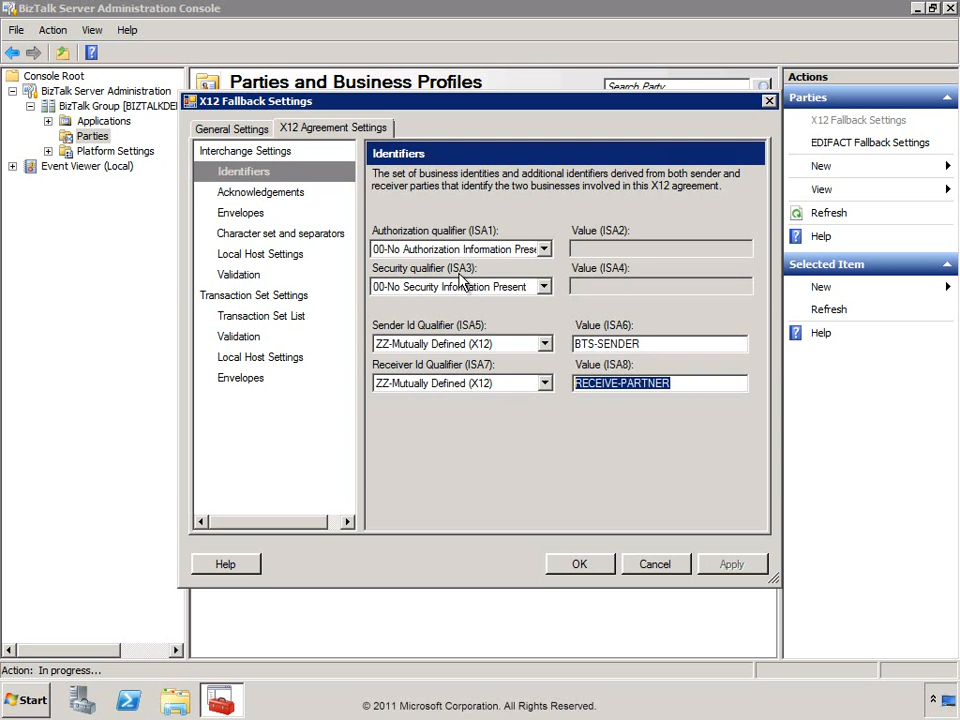 BizTalk Server Administration Console
File Action View Help
Console Root
BizTalk Server Administration
BizTalk Group [BIZTALKDE
Applications
Parties
Platform Settings
Event Viewer (Local)
Parties and Business Profiles
Search Party
X12 Fallback Settings
General Settings
X12 Agreement Settings
Interchange Settings
Identifiers
Acknowledgements
Envelopes
Character set and separators
Local Host Settings
Validation
Transaction Set Settings
Transaction Set List
Validation
Local Host Settings
Envelopes
Identifiers
The set of business identities and additional identifiers derived from both sender and
receiver parties that identify the two businesses involved in this X12 agreement.
Authorization qualifier (ISA1): Value (ISA2):
00-No Authorization Information Prese
Security qualifier (ISA3): Value (ISA4):
00-No Security Information Present
Sender Id Qualifier (ISA5): Value (ISA6):
ZZ-Mutually Defined (X12) BTS-SENDER
Receiver Id Qualifier (ISA7): Value (ISA8):
ZZ-Mutually Defined (X12) RECEIVE-PARTNER
Help OK Cancel Apply
Actions
Parties
X12 Fallback Settings
EDIFACT Fallback Settings
New
View
Refresh
Help
Selected Item
New
Refresh
Help
Action: In progress...
Start
© 2011 Microsoft Corporation. All Rights Reserved.